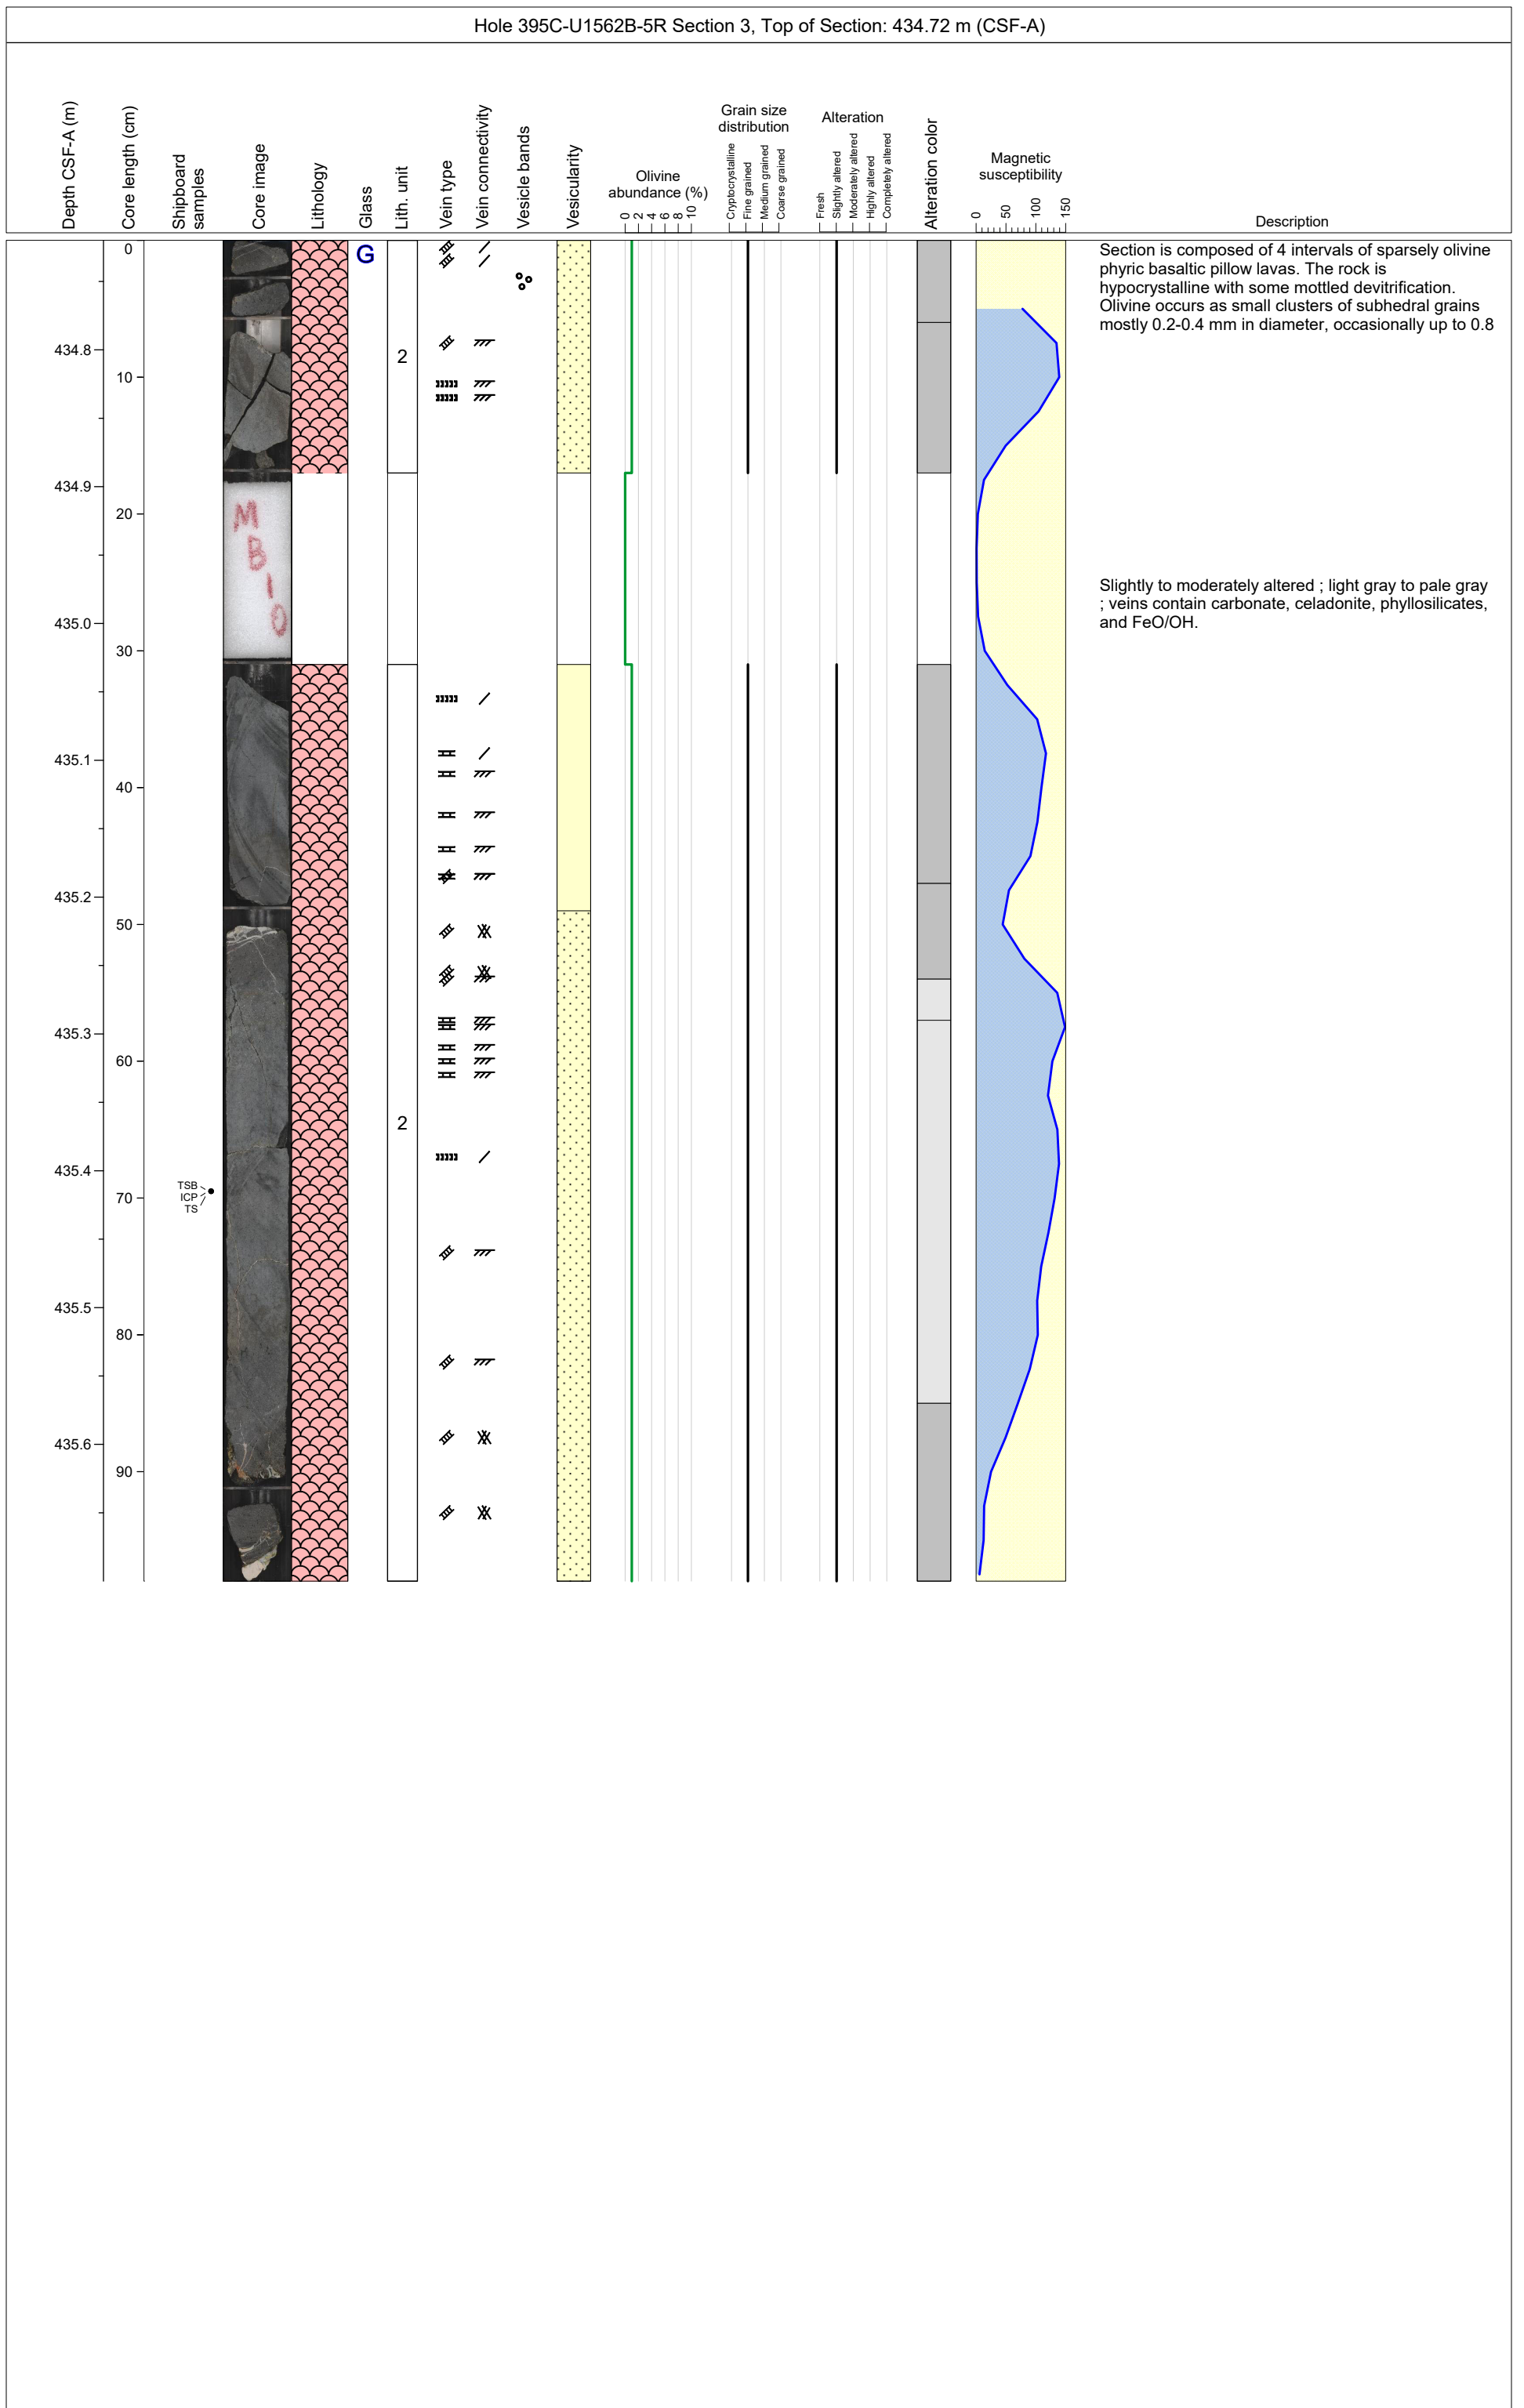 Hole 395C-U1562B-5R Section 3, Top of Section: 434.72 m (CSF-A)
Depth CSF-A (m)
Core length (cm)
Shipboard
samples
Core image
Lithology
Glass
Lith. unit
Vein type
Vein connectivity
Vesicle bands
Vesicularity
Olivine
abundance (%)
0 2 4 6 8 10
Grain size
distribution
Cryptocrystalline
Fine grained
Medium grained
Coarse grained
Alteration
Fresh
Slightly altered
Moderately altered
Highly altered
Completely altered
Alteration color
Magnetic
susceptibility
0 50 100 150
Description
0
G
Section is composed of 4 intervals of sparsely olivine
phyric basaltic pillow lavas. The rock is
hypocrystalline with some mottled devitrification.
Olivine occurs as small clusters of subhedral grains
mostly 0.2-0.4 mm in diameter, occasionally up to 0.8
434.8
2
10
434.9
20
M
B
I
O
Slightly to moderately altered ; light gray to pale gray
; veins contain carbonate, celadonite, phyllosilicates,
and FeO/OH.
435.0
30
435.1
40
435.2
50
435.3
60
2
435.4
TSB
ICP
TS
70
435.5
80
435.6
90